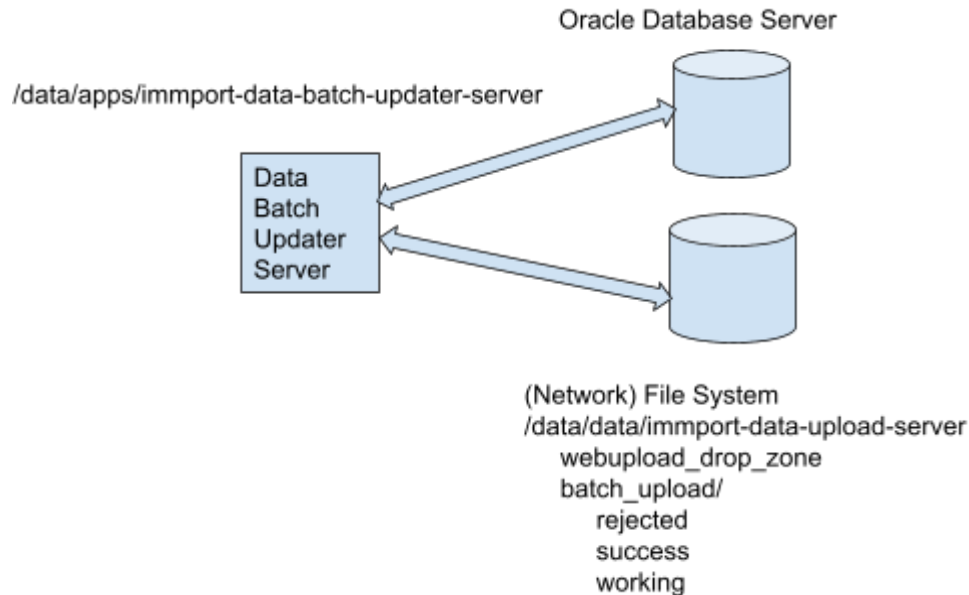 Oracle Database Server
/data/apps/immport-data-batch-updater-server
Data
Batch
Updater
Server
(Network) File System
/data/data/immport-data-upload-server
webupload_drop_zone
batch_upload/
rejected
success
working